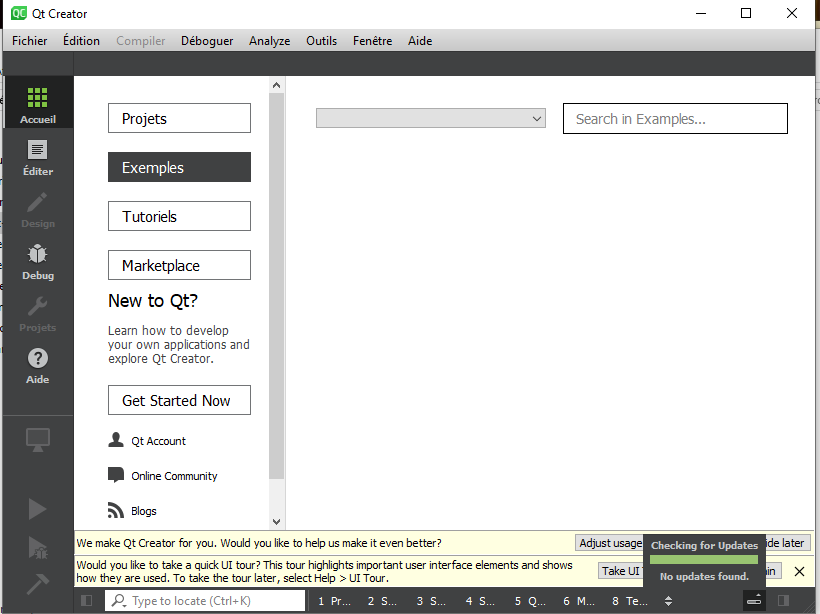 QC Qt Creator
Fichier Édition Compiler Déboguer Analyze Outils Fenêtre Aide
Accueil
Éditer
Design
Debug
Projets
Aide
Projets
Exemples
Tutoriels
Marketplace
New to Qt?
Learn how to develop
your own applications and
explore Qt Creator.
Get Started Now
Qt Account
Online Community
Blogs
Search in Examples...
We make Qt Creator for you. Would you like to help us make it even better?
Adjust usage
later
Would you like to take a quick UI tour? This tour highlights important user interface elements and shows
how they are used. To take the tour later, select Help > UI Tour.
Take UI
Checking for Updates
No updates found.
Type to locate (Ctrl+K)
1 Pr... 2 S... 3 S... 4 S... 5 Q... 6 M... 8 Te...